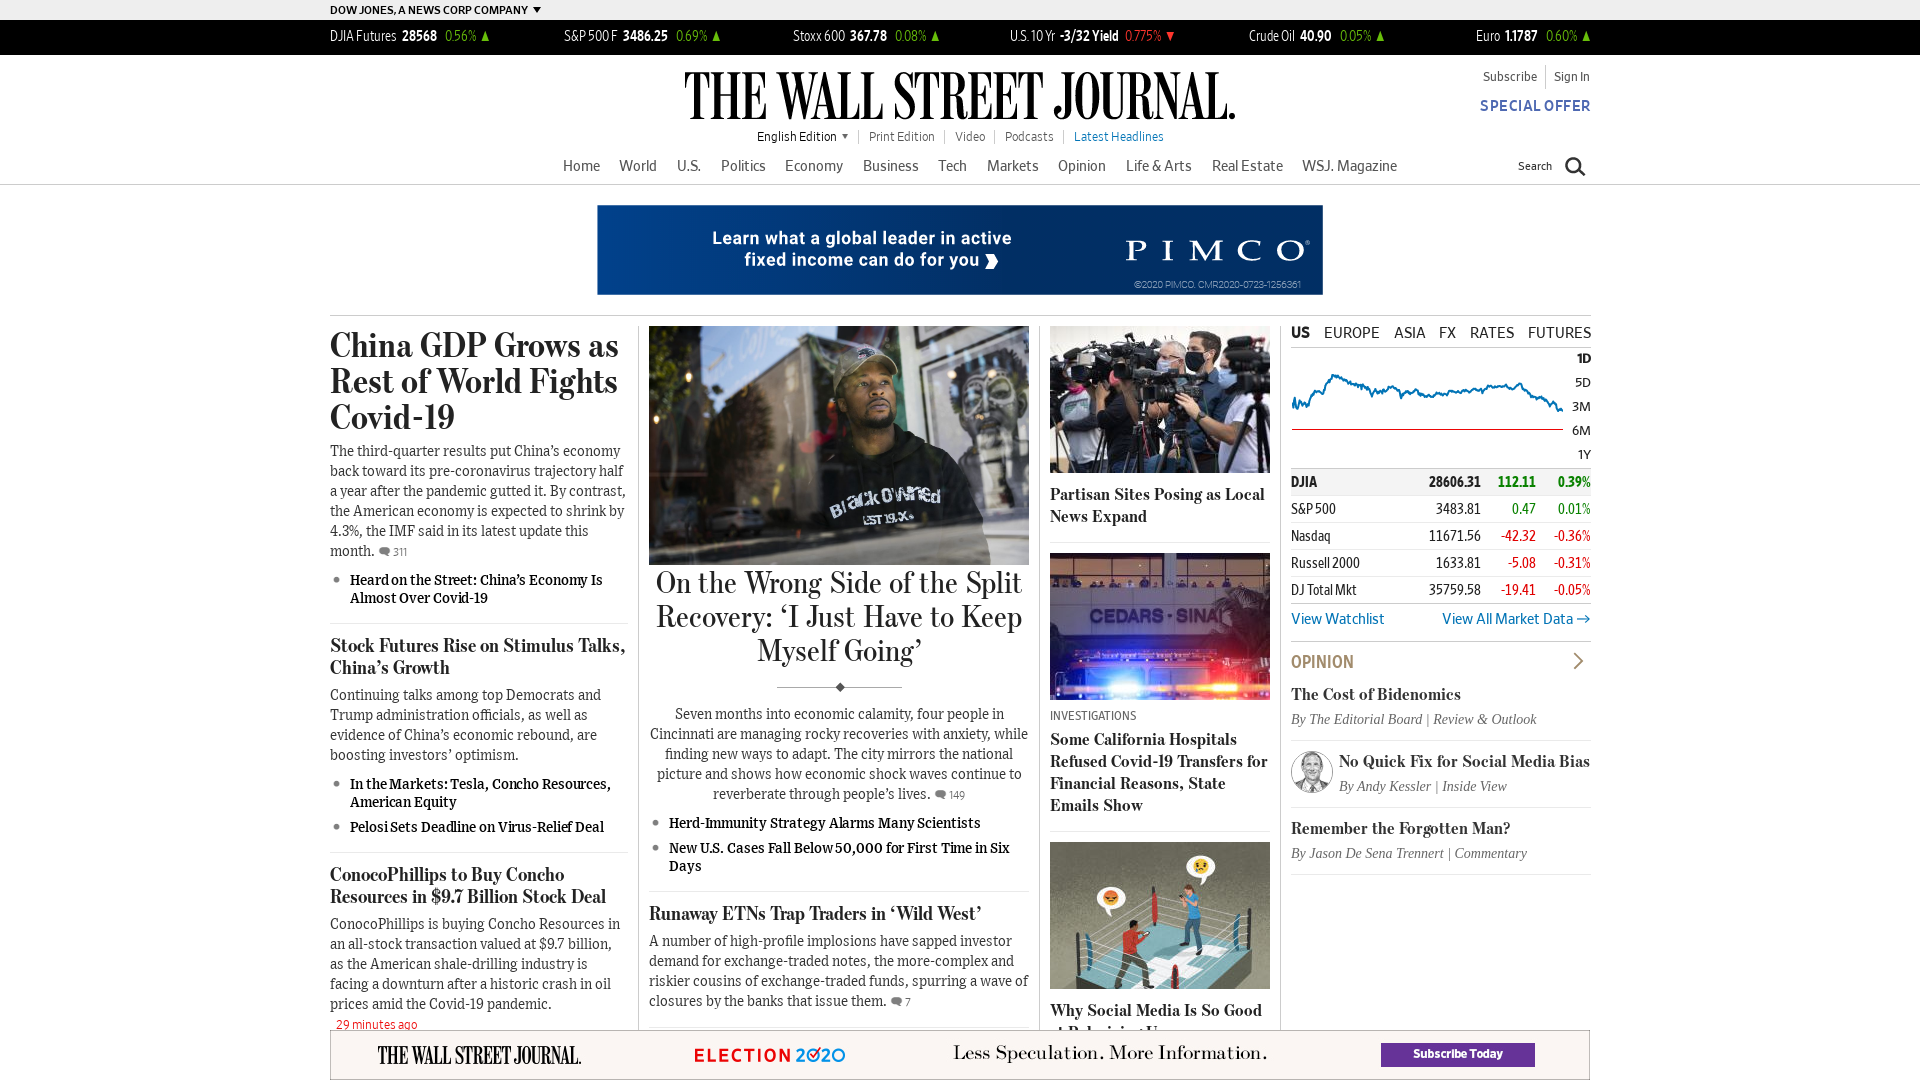 DOW JONES, A NEWS CORP COMPANY
DJIA Futures 28568 0.56%
S&P 500 F 3486.25 0.69%
Stoxx 600 367.78 0.08%
U.S. 10 Yr -3/32 Yield 0.775%
Crude Oil 40.90 0.05%
Euro 1.1787 0.60%
THE WALL STREET JOURNAL.
Subscribe Sign In
SPECIAL OFFER
English Edition Print Edition Video Podcasts Latest Headlines
Home World U.S. Politics Economy Business Tech Markets Opinion Life & Arts Real Estate WSJ. Magazine
Search
Learn what a global leader in active
fixed income can do for you
PIMCO®
©2020 PIMCO. CMR2020-0723-1256361
China GDP Grows as
Rest of World Fights
Covid-19
The third-quarter results put China’s economy
back toward its pre-coronavirus trajectory half
a year after the pandemic gutted it. By contrast,
the American economy is expected to shrink by
4.3%, the IMF said in its latest update this
month. 311
Heard on the Street: China’s Economy Is
Almost Over Covid-19
Stock Futures Rise on Stimulus Talks,
China’s Growth
Continuing talks among top Democrats and
Trump administration officials, as well as
evidence of China’s economic rebound, are
boosting investors’ optimism.
In the Markets: Tesla, Concho Resources,
American Equity
Pelosi Sets Deadline on Virus-Relief Deal
ConocoPhillips to Buy Concho
Resources in $9.7 Billion Stock Deal
ConocoPhillips is buying Concho Resources in
an all-stock transaction valued at $9.7 billion,
as the American shale-drilling industry is
facing a downturn after a historic crash in oil
prices amid the Covid-19 pandemic.
29 minutes ago
BLACK OWNED
EST 19.XX
On the Wrong Side of the Split
Recovery: ‘I Just Have to Keep
Myself Going’
Seven months into economic calamity, four people in
Cincinnati are managing rocky recoveries with anxiety, while
finding new ways to adapt. The city mirrors the national
picture and shows how economic shock waves continue to
reverberate through people’s lives. 149
Herd-Immunity Strategy Alarms Many Scientists
New U.S. Cases Fall Below 50,000 for First Time in Six
Days
Runaway ETNs Trap Traders in ‘Wild West’
A number of high-profile implosions have sapped investor
demand for exchange-traded notes, the more-complex and
riskier cousins of exchange-traded funds, spurring a wave of
closures by the banks that issue them. 7
Partisan Sites Posing as Local
News Expand
CEDARS-SINAI
INVESTIGATIONS
Some California Hospitals
Refused Covid-19 Transfers for
Financial Reasons, State
Emails Show
Why Social Media Is So Good
US EUROPE ASIA FX RATES FUTURES
1D
5D
3M
6M
1Y
DJIA 28606.31 112.11 0.39%
S&P 500 3483.81 0.47 0.01%
Nasdaq 11671.56 -42.32 -0.36%
Russell 2000 1633.81 -5.08 -0.31%
DJ Total Mkt 35759.58 -19.41 -0.05%
View Watchlist View All Market Data
OPINION
The Cost of Bidenomics
By The Editorial Board | Review & Outlook
No Quick Fix for Social Media Bias
By Andy Kessler | Inside View
Remember the Forgotten Man?
By Jason De Sena Trennert | Commentary
THE WALL STREET JOURNAL.
ELECTION 2020
Less Speculation. More Information.
Subscribe Today